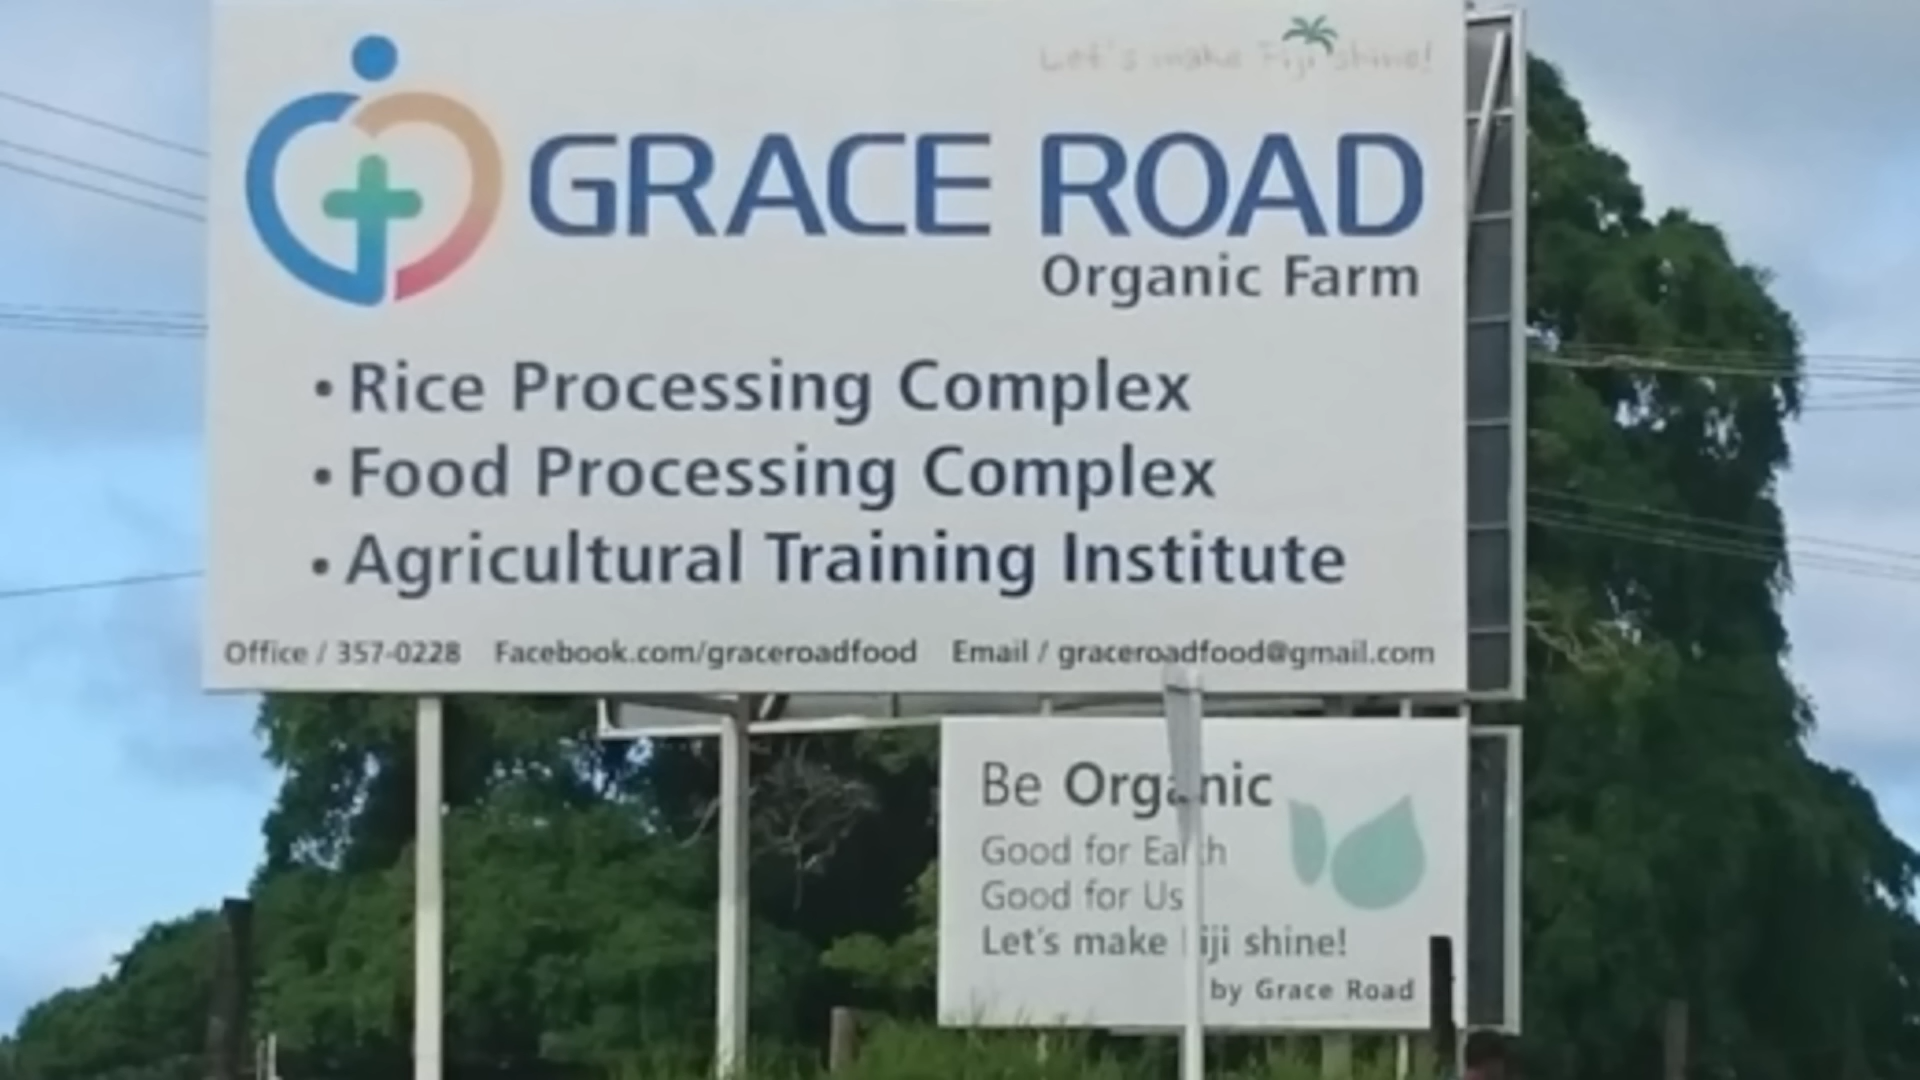 Let's make Fiji shine!
GRACE ROAD
Organic Farm
• Rice Processing Complex
• Food Processing Complex
• Agricultural Training Institute
Office / 357-0228 Facebook.com/graceroadfood Email / graceroadfood@gmail.com
Be Organic
Good for Earth
Good for Us
Let's make Fiji shine!
by Grace Road